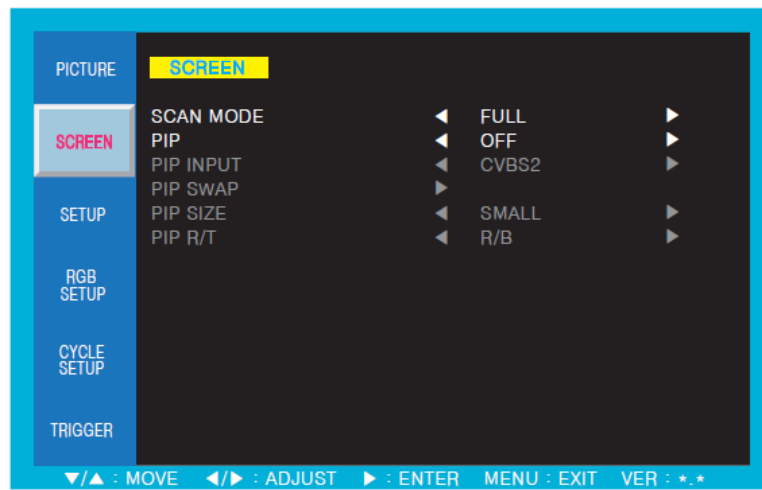 PICTURE
SCREEN
SETUP
RGB
SETUP
CYCLE
SETUP
TRIGGER
SCREEN
SCAN MODE ◀ FULL ▶
PIP ◀ OFF ▶
PIP INPUT ◀ CVBS2 ▶
PIP SWAP ▶
PIP SIZE ◀ SMALL ▶
PIP R/T ◀ R/B ▶
▼/▲ : MOVE ◀/▶ : ADJUST ▶ : ENTER MENU : EXIT VER : *.*